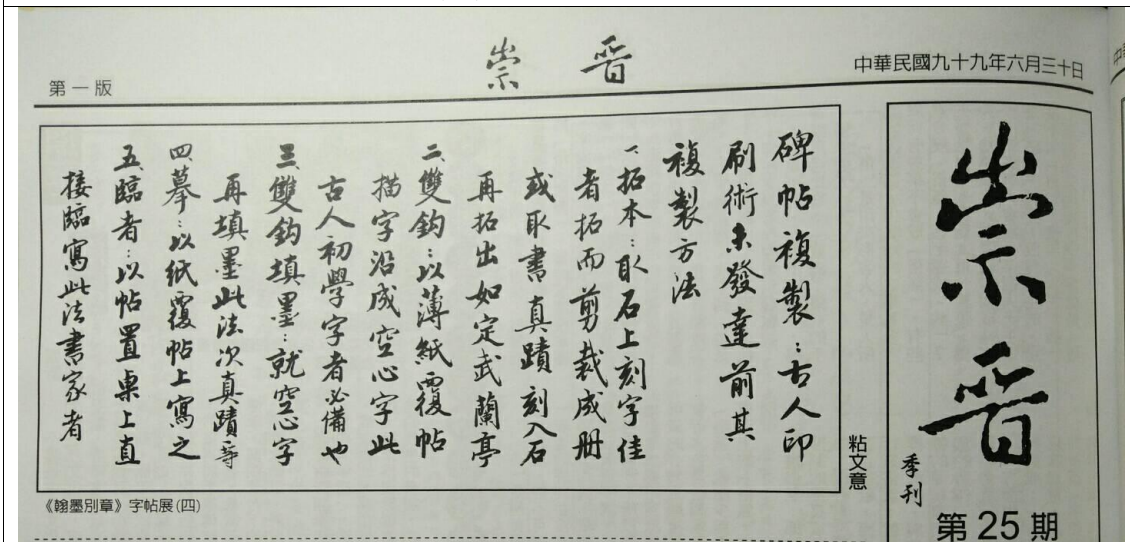 第一版
崇 晉
中華民國九十九年六月三十日
崇晉
季刊
第25期
碑帖複製:古人印
刷術未發達前其
複製方法
一、拓本:取石上刻字佳
者拓而剪裁成册
或取書真蹟刻入石
再拓出如定武蘭亭
二、雙鈎:以薄紙覆帖
描字沿成空心字此
古人初學字者必備也
三、雙鈎填墨:就空心字
再填墨此法次真蹟等
四、摹:以紙覆帖上寫之
五、臨者:以帖置桌上直
接臨寫此法書家者
粘文意
《翰墨別章》字帖展(四)